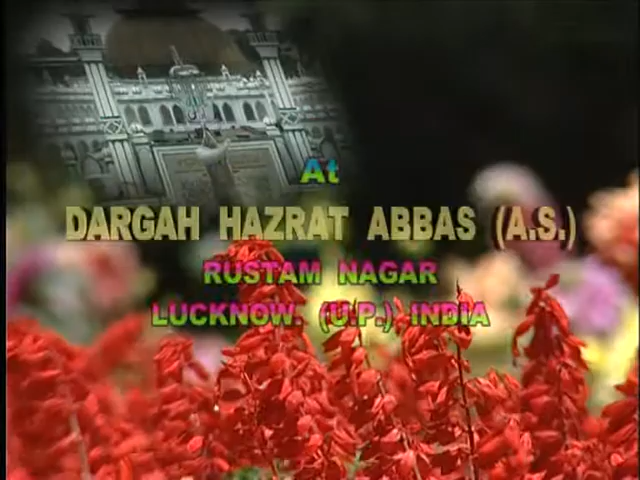 At
DARGAH HAZRAT ABBAS (A.S.)
RUSTAM NAGAR
LUCKNOW. (U.P.) INDIA